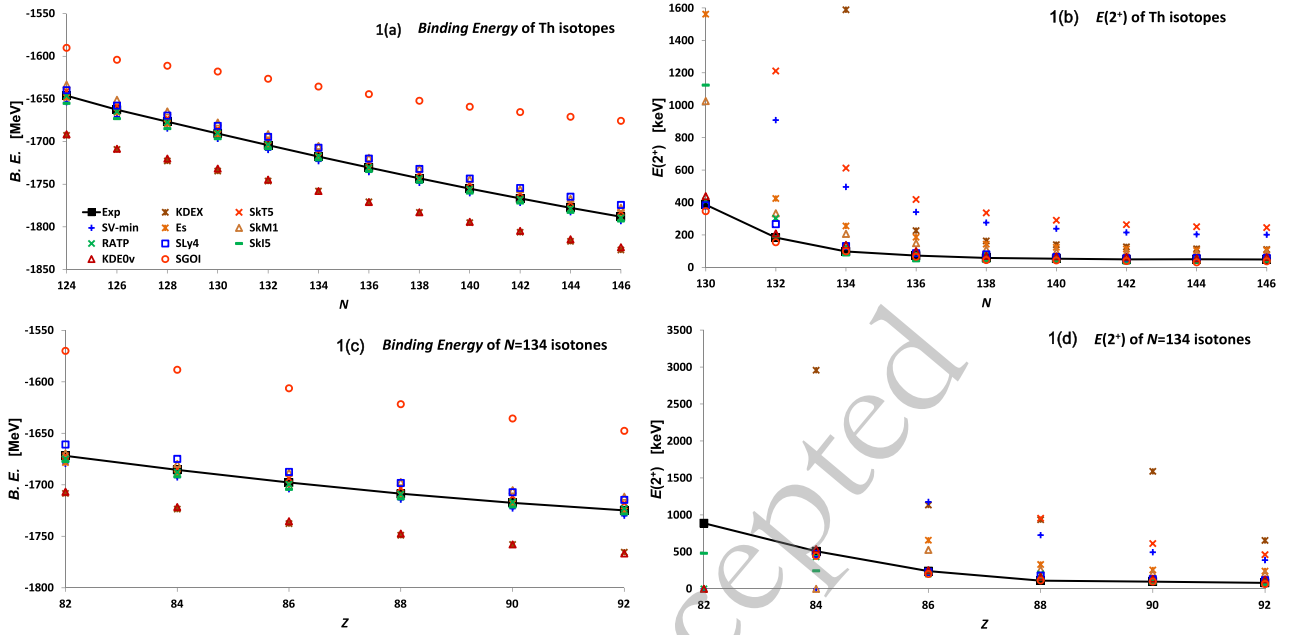 1(a) Binding Energy of Th isotopes
-1550
-1600
-1650
-1700
-1750
-1800
-1850
B. E. [MeV]
Exp KDEX SkT5
SV-min Es SkM1
RATP SLy4 SkI5
KDE0v SGOI
124 126 128 130 132 134 136 138 140 142 144 146
N
1(b) E(2+) of Th isotopes
1600
1400
1200
1000
800
600
400
200
0
E(2+) [keV]
130 132 134 136 138 140 142 144 146
N
1(c) Binding Energy of N=134 isotones
-1550
-1600
-1650
-1700
-1750
-1800
B. E. [MeV]
82 84 86 88 90 92
Z
1(d) E(2+) of N=134 isotones
3500
3000
2500
2000
1500
1000
500
0
E(2+) [keV]
82 84 86 88 90 92
Z
cepted